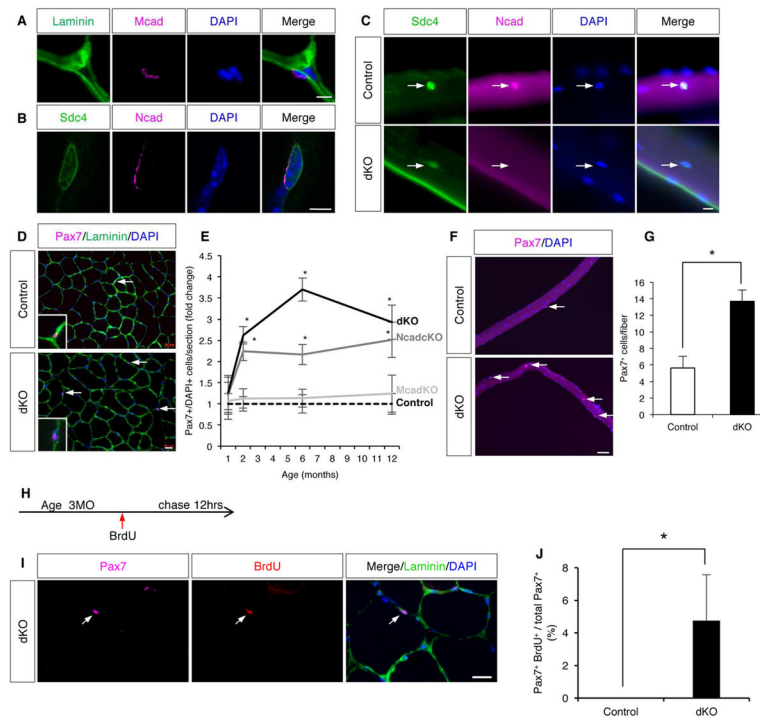 A
Laminin Mcad DAPI Merge
B
Sdc4 Ncad DAPI Merge
C
Sdc4 Ncad DAPI Merge
Control
dKO
D
Pax7/Laminin/DAPI
Control
dKO
E
Pax7+/DAPI+ cells/section (fold change)
4.5
4
3.5
3
2.5
2
1.5
1
0.5
0
* * * * * *
dKO
NcadcKO
McadKO
Control
1 2 3 4 5 6 7 8 9 10 11 12
Age (months)
F
Pax7/DAPI
Control
dKO
G
Pax7⁺ cells/fiber
16
14
12
10
8
6
4
2
0
*
Control dKO
H
Age 3MO chase 12hrs
BrdU
I
Pax7 BrdU Merge/Laminin/DAPI
dKO
J
Pax7⁺ BrdU⁺ / total Pax7⁺
(%)
8
6
4
2
0
*
Control dKO